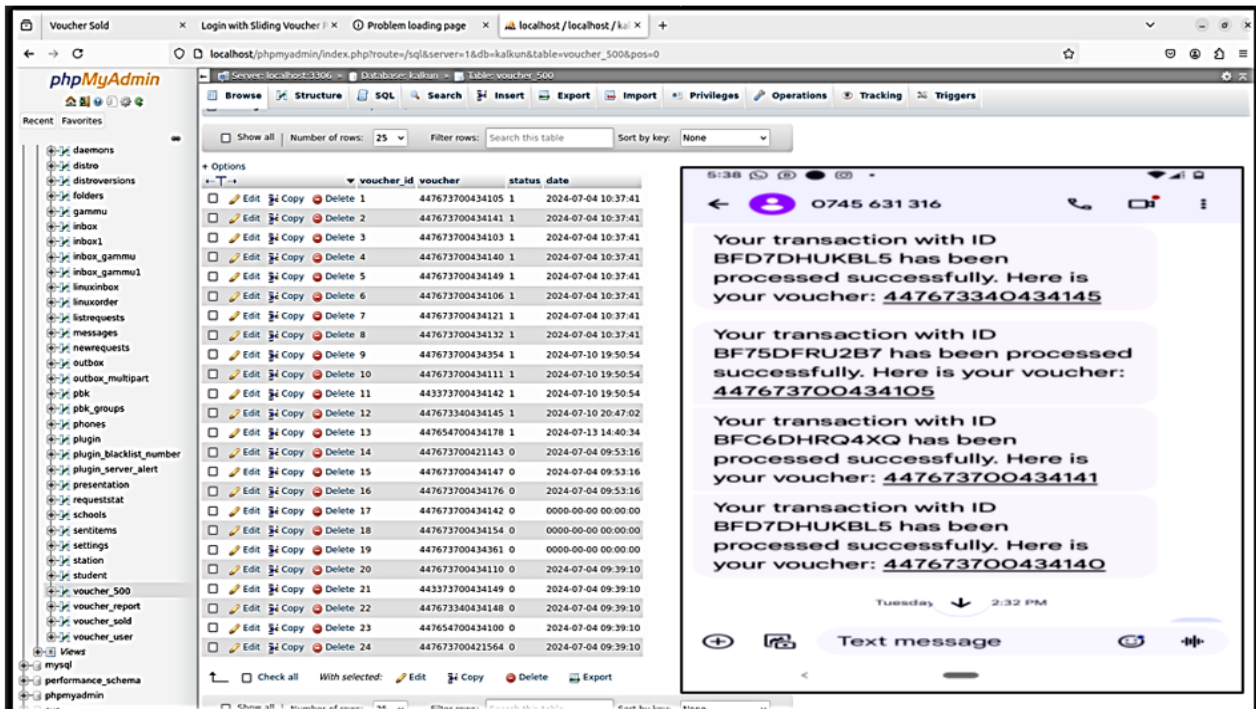 Voucher Sold
Login with Sliding Voucher
Problem loading page
localhost / localhost / kal
localhost/phpmyadmin/index.php?route=/sql&server=1&db=kalkun&table=voucher_500&pos=0
phpMyAdmin
Recent Favorites
daemons
distro
distroversions
folders
gammu
inbox
inbox1
inbox_gammu
inbox_gammu1
linuxinbox
linuxorder
listrequests
messages
newrequests
outbox
outbox_multipart
pbk
pbk_groups
phones
plugin
plugin_blacklist_number
plugin_server_alert
presentation
requeststat
schools
sentitems
settings
station
student
voucher_500
voucher_report
voucher_sold
voucher_user
Views
mysql
performance_schema
phpmyadmin
Server: localhost:3306 » Database: kalkun » Table: voucher_500
Browse Structure SQL Search Insert Export Import Privileges Operations Tracking Triggers
Show all | Number of rows: 25 Filter rows: Search this table Sort by key: None
+ Options
←T→ voucher_id voucher status date
Edit Copy Delete 1 447673700434105 1 2024-07-04 10:37:41
Edit Copy Delete 2 447673700434141 1 2024-07-04 10:37:41
Edit Copy Delete 3 447673700434103 1 2024-07-04 10:37:41
Edit Copy Delete 4 447673700434140 1 2024-07-04 10:37:41
Edit Copy Delete 5 447673700434149 1 2024-07-04 10:37:41
Edit Copy Delete 6 447673700434106 1 2024-07-04 10:37:41
Edit Copy Delete 7 447673700434121 1 2024-07-04 10:37:41
Edit Copy Delete 8 447673700434132 1 2024-07-04 10:37:41
Edit Copy Delete 9 447673700434354 1 2024-07-10 19:50:54
Edit Copy Delete 10 447673700434111 1 2024-07-10 19:50:54
Edit Copy Delete 11 443373700434142 1 2024-07-10 19:50:54
Edit Copy Delete 12 447673340434145 1 2024-07-10 20:47:02
Edit Copy Delete 13 447654700434178 1 2024-07-13 14:40:34
Edit Copy Delete 14 447673700421143 0 2024-07-04 09:53:16
Edit Copy Delete 15 447673340434147 0 2024-07-04 09:53:16
Edit Copy Delete 16 447673700434176 0 2024-07-04 09:53:16
Edit Copy Delete 17 447673700434142 0 0000-00-00 00:00:00
Edit Copy Delete 18 447673700434154 0 0000-00-00 00:00:00
Edit Copy Delete 19 447673700434361 0 0000-00-00 00:00:00
Edit Copy Delete 20 447673700434110 0 2024-07-04 09:39:10
Edit Copy Delete 21 443373700434149 0 2024-07-04 09:39:10
Edit Copy Delete 22 447673340434148 0 2024-07-04 09:39:10
Edit Copy Delete 23 447654700434100 0 2024-07-04 09:39:10
Edit Copy Delete 24 447673700421564 0 2024-07-04 09:39:10
Check all With selected: Edit Copy Delete Export
Show all | Number of rows: 25 Filter rows: Search this table Sort by key: None
5:38
0745 631 316
Your transaction with ID
BFD7DHUKBL5 has been
processed successfully. Here is
your voucher: 447673340434145
Your transaction with ID
BF75DFRU2B7 has been processed
successfully. Here is your voucher:
447673700434105
Your transaction with ID
BFC6DHRQ4XQ has been
processed successfully. Here is
your voucher: 447673700434141
Your transaction with ID
BFD7DHUKBL5 has been
processed successfully. Here is
your voucher: 447673700434140
Tuesday 2:32 PM
Text message